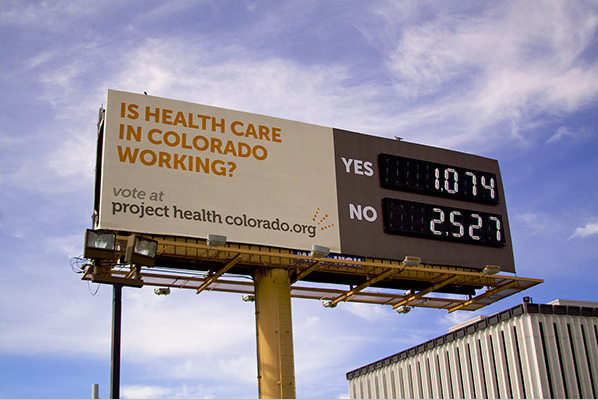 IS HEALTH CARE
IN COLORADO
WORKING?
vote at
project health colorado.org
YES 1,074
NO 2,527